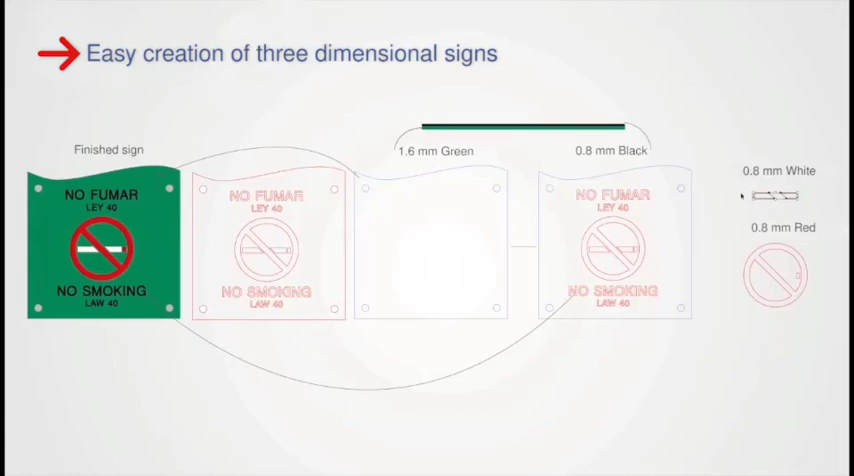 Easy creation of three dimensional signs
Finished sign
1.6 mm Green
0.8 mm Black
0.8 mm White
0.8 mm Red
NO FUMAR
LEY 40
NO SMOKING
LAW 40
NO FUMAR
LEY 40
NO SMOKING
LAW 40
NO FUMAR
LEY 40
NO SMOKING
LAW 40